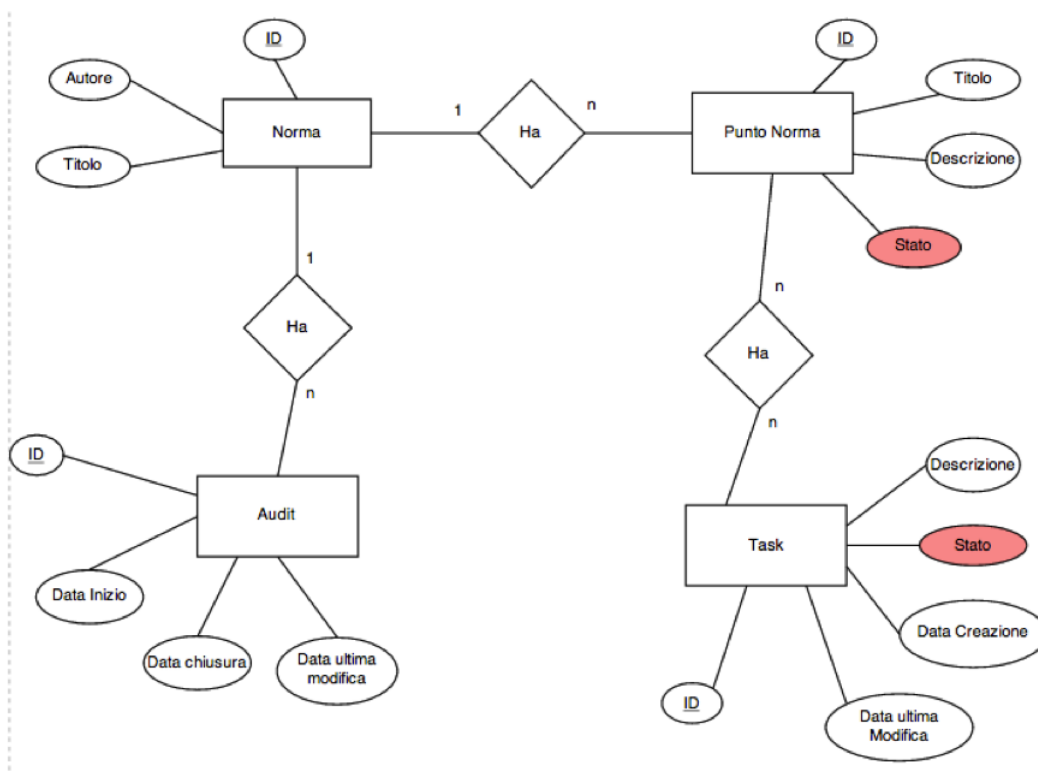 ID
ID
Autore
Titolo
Norma
1
Ha
n
Punto Norma
Titolo
Descrizione
Stato
1
Ha
n
n
Ha
n
ID
Audit
Data Inizio
Data chiusura
Data ultima
modifica
Task
Descrizione
Stato
Data Creazione
ID
Data ultima
Modifica